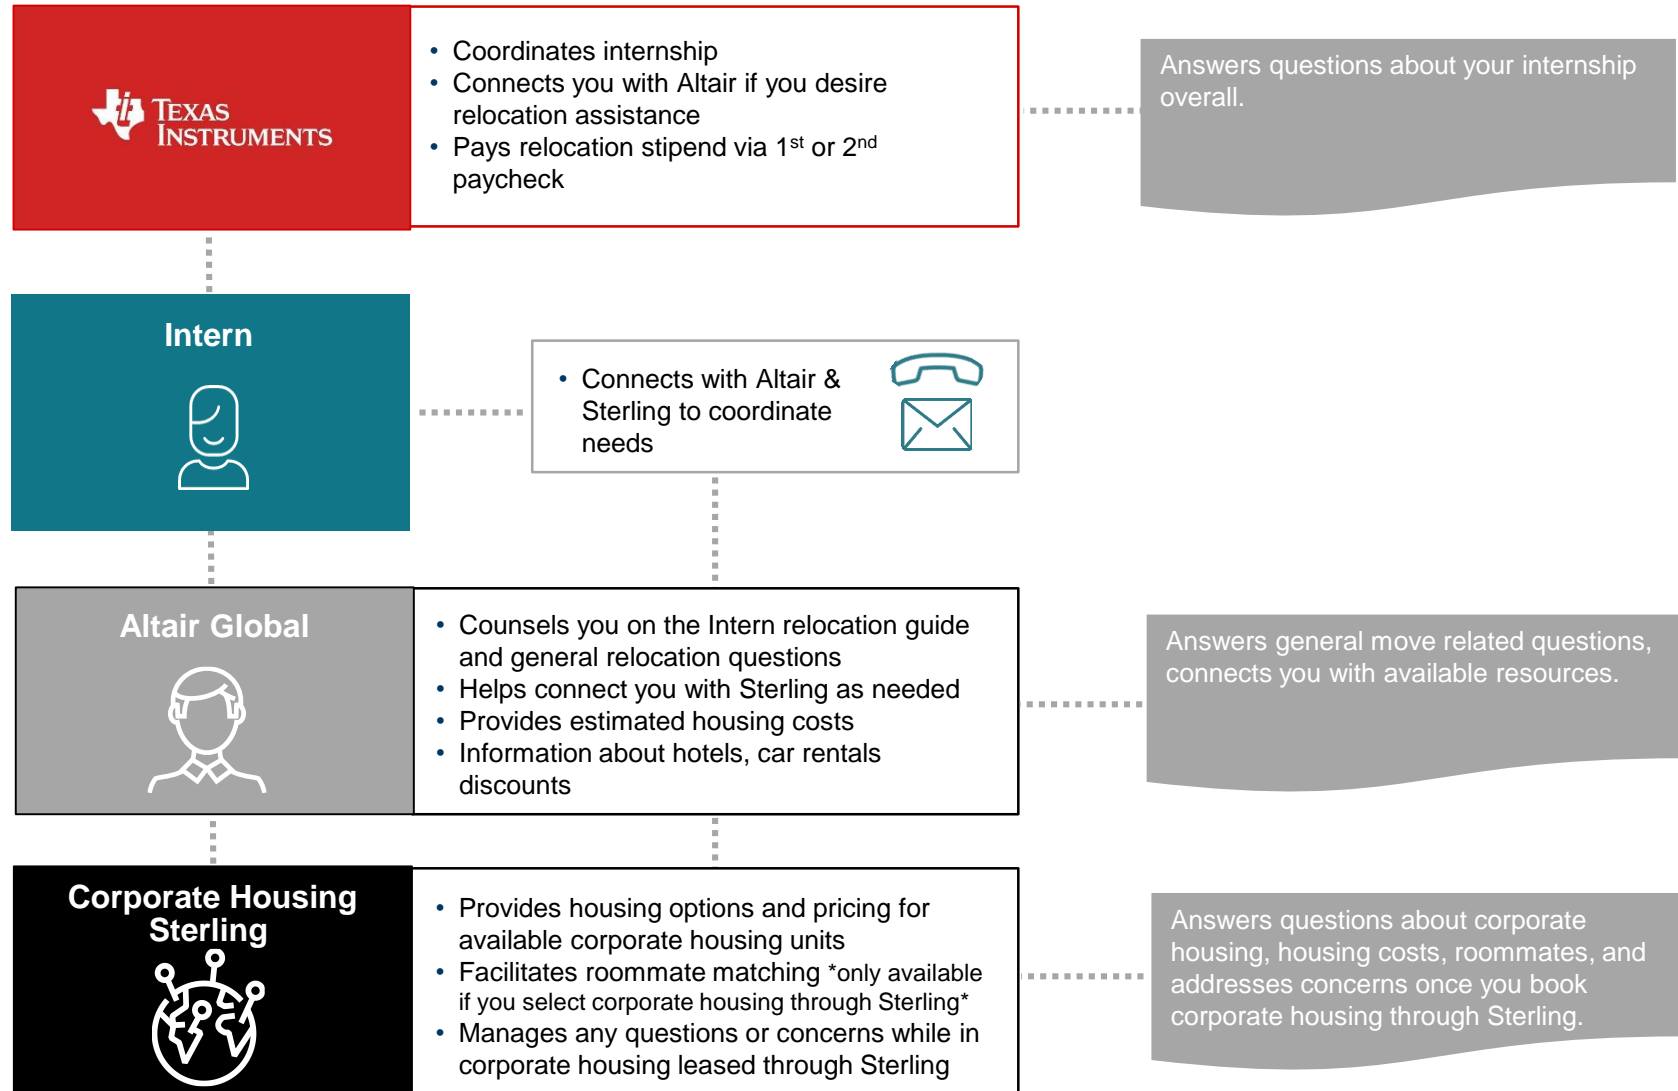 TEXAS
INSTRUMENTS
• Coordinates internship
• Connects you with Altair if you desire
relocation assistance
• Pays relocation stipend via 1st or 2nd
paycheck
Answers questions about your internship
overall.
Intern
• Connects with Altair &
Sterling to coordinate
needs
Altair Global
• Counsels you on the Intern relocation guide
and general relocation questions
• Helps connect you with Sterling as needed
• Provides estimated housing costs
• Information about hotels, car rentals
discounts
Answers general move related questions,
connects you with available resources.
Corporate Housing
Sterling
• Provides housing options and pricing for
available corporate housing units
• Facilitates roommate matching *only available
if you select corporate housing through Sterling*
• Manages any questions or concerns while in
corporate housing leased through Sterling
Answers questions about corporate
housing, housing costs, roommates, and
addresses concerns once you book
corporate housing through Sterling.